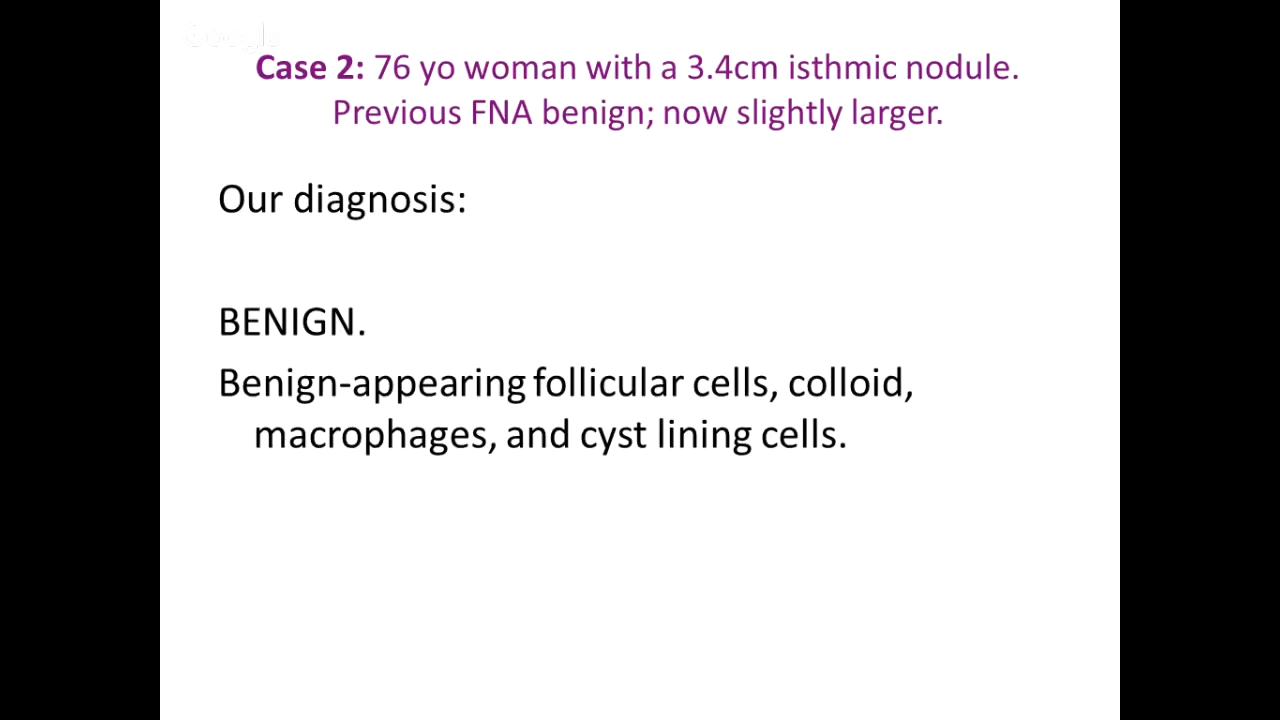 Google
Case 2: 76 yo woman with a 3.4cm isthmic nodule.
Previous FNA benign; now slightly larger.
Our diagnosis:
BENIGN.
Benign-appearing follicular cells, colloid,
macrophages, and cyst lining cells.